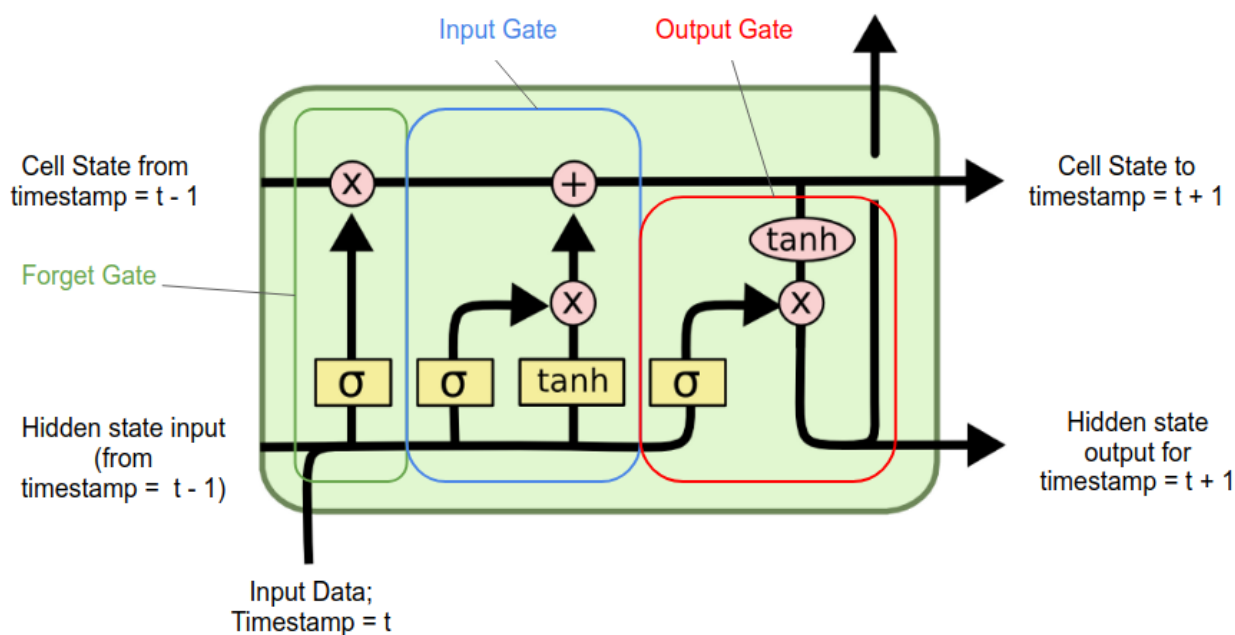 Input Gate
Output Gate
Cell State from
timestamp = t - 1
x
+
Cell State to
timestamp = t + 1
tanh
Forget Gate
x
x
σ
σ
tanh
σ
Hidden state input
(from
timestamp =  t - 1)
Hidden state
output for
timestamp = t + 1
Input Data;
Timestamp = t